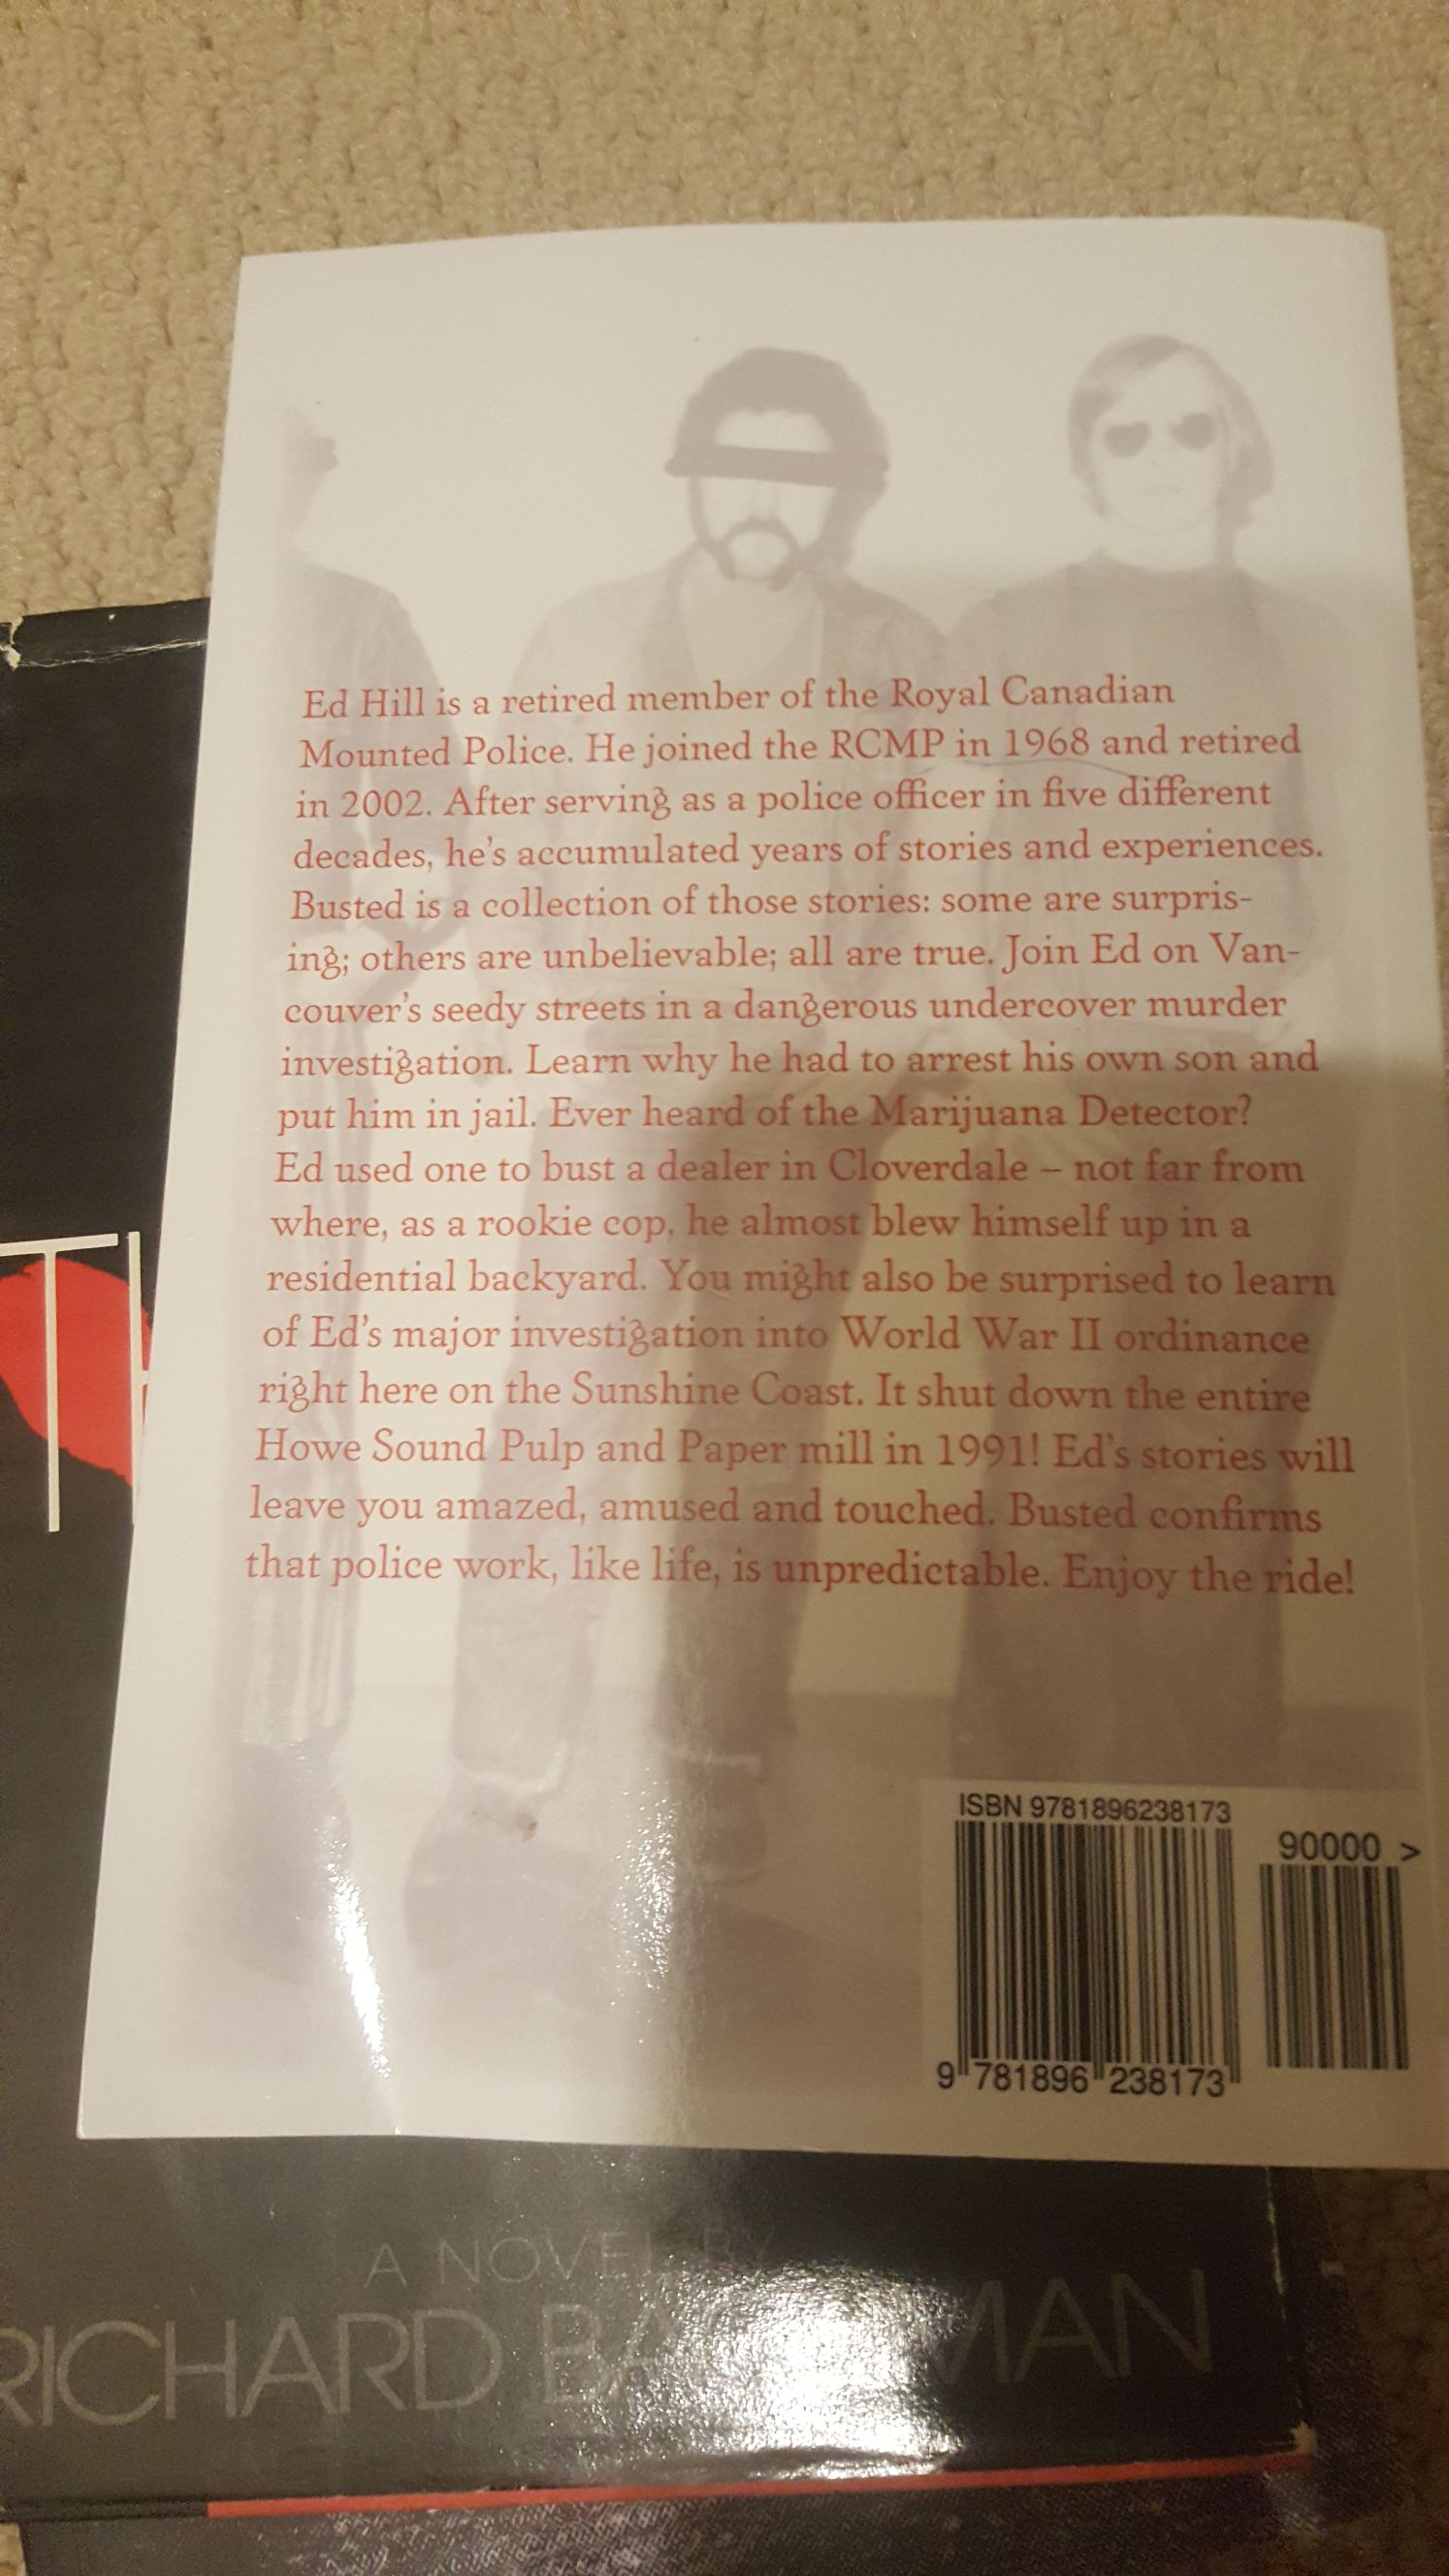 Ed Hill is a retired member of the Royal Canadian
Mounted Police. He joined the RCMP in 1968 and retired
in 2002. After serving as a police officer in five different
decades, he's accumulated years of stories and experiences.
Busted is a collection of those stories: some are surpris-
ing; others are unbelievable; all are true. Join Ed on Van-
couver's seedy streets in a dangerous undercover murder
investigation. Learn why he had to arrest his own son and
put him in jail. Ever heard of the Marijuana Detector?
Ed used one to bust a dealer in Cloverdale – not far from
where, as a rookie cop, he almost blew himself up in a
residential backyard. You might also be surprised to learn
of Ed's major investigation into World War II ordinance
right here on the Sunshine Coast. It shut down the entire
Howe Sound Pulp and Paper mill in 1991! Ed's stories will
leave you amazed, amused and touched. Busted confirms
that police work, like life, is unpredictable. Enjoy the ride!
ISBN 9781896238173
90000 >
9 781896 238173
A NOVEL BY
RICHARD